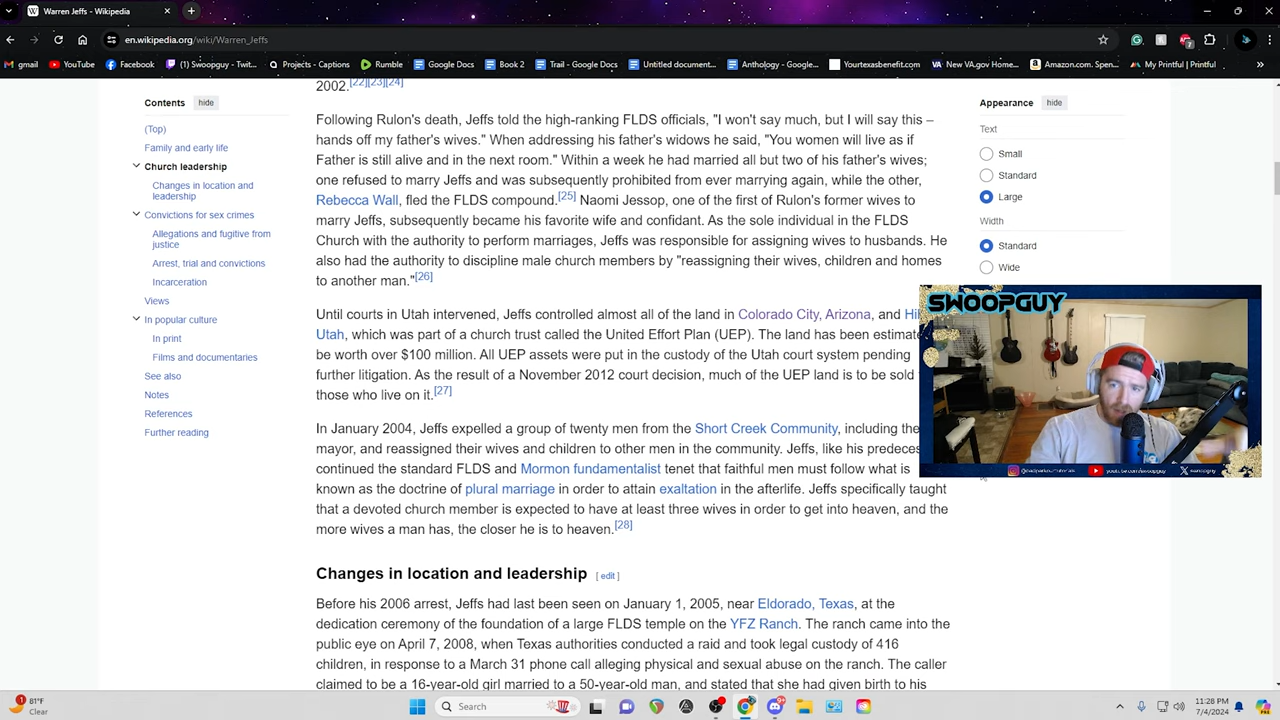 Warren Jeffs - Wikipedia
en.wikipedia.org/wiki/Warren_Jeffs
gmail YouTube Facebook (1) Swoopguy - Twit... Projects - Captions Rumble Google Docs Book 2 Trail - Google Docs Untitled document... Anthology - Google... Yourtexasbenefit.com New VA.gov Home... Amazon.com. Spen... My Printful | Printful
Contents hide
(Top)
Family and early life
Church leadership
Changes in location and
leadership
Convictions for sex crimes
Allegations and fugitive from
justice
Arrest, trial and convictions
Incarceration
Views
In popular culture
In print
Films and documentaries
See also
Notes
References
Further reading
2002.[22][23][24]
Following Rulon's death, Jeffs told the high-ranking FLDS officials, "I won't say much, but I will say this –
hands off my father's wives." When addressing his father's widows he said, "You women will live as if
Father is still alive and in the next room." Within a week he had married all but two of his father's wives;
one refused to marry Jeffs and was subsequently prohibited from ever marrying again, while the other,
Rebecca Wall, fled the FLDS compound.[25] Naomi Jessop, one of the first of Rulon's former wives to
marry Jeffs, subsequently became his favorite wife and confidant. As the sole individual in the FLDS
Church with the authority to perform marriages, Jeffs was responsible for assigning wives to husbands. He
also had the authority to discipline male church members by "reassigning their wives, children and homes
to another man."[26]
Until courts in Utah intervened, Jeffs controlled almost all of the land in Colorado City, Arizona, and
Utah, which was part of a church trust called the United Effort Plan (UEP). The land has been
be worth over $100 million. All UEP assets were put in the custody of the Utah court system pending
further litigation. As the result of a November 2012 court decision, much of the UEP land is to be sold
those who live on it.[27]
In January 2004, Jeffs expelled a group of twenty men from the Short Creek Community, including the
mayor, and reassigned their wives and children to other men in the community. Jeffs, like his
continued the standard FLDS and Mormon fundamentalist tenet that faithful men must follow what is
known as the doctrine of plural marriage in order to attain exaltation in the afterlife. Jeffs specifically taught
that a devoted church member is expected to have at least three wives in order to get into heaven, and the
more wives a man has, the closer he is to heaven.[28]
Changes in location and leadership [ edit ]
Before his 2006 arrest, Jeffs had last been seen on January 1, 2005, near Eldorado, Texas, at the
dedication ceremony of the foundation of a large FLDS temple on the YFZ Ranch. The ranch came into the
public eye on April 7, 2008, when Texas authorities conducted a raid and took legal custody of 416
children, in response to a March 31 phone call alleging physical and sexual abuse on the ranch. The caller
claimed to be a 16-year-old girl married to a 50-year-old man, and stated that she had given birth to his
Appearance hide
Text
Small
Standard
Large
Width
Standard
Wide
SWOOPGUY
youtube.com/swoopguy
swoopguy
81°F
Clear
Search
11:28 PM
7/4/2024